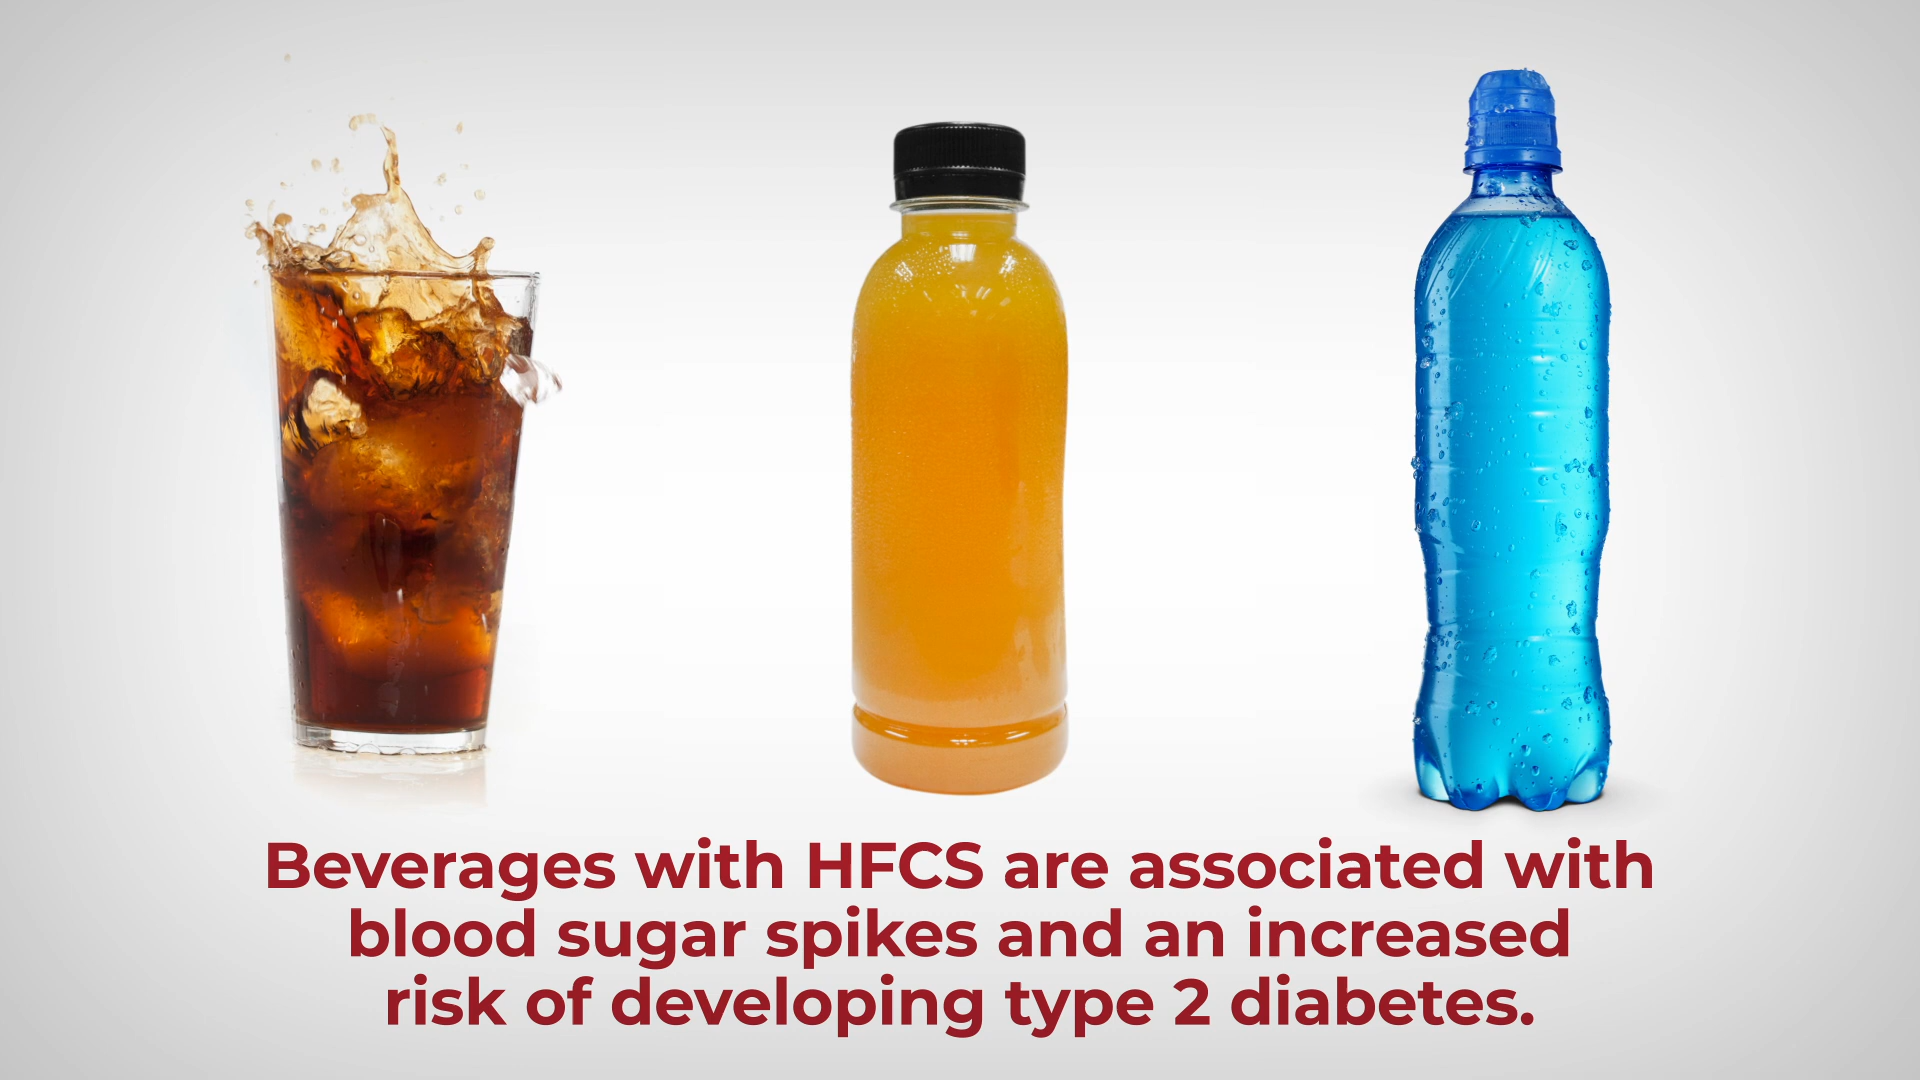 Beverages with HFCS are associated with
blood sugar spikes and an increased
risk of developing type 2 diabetes.